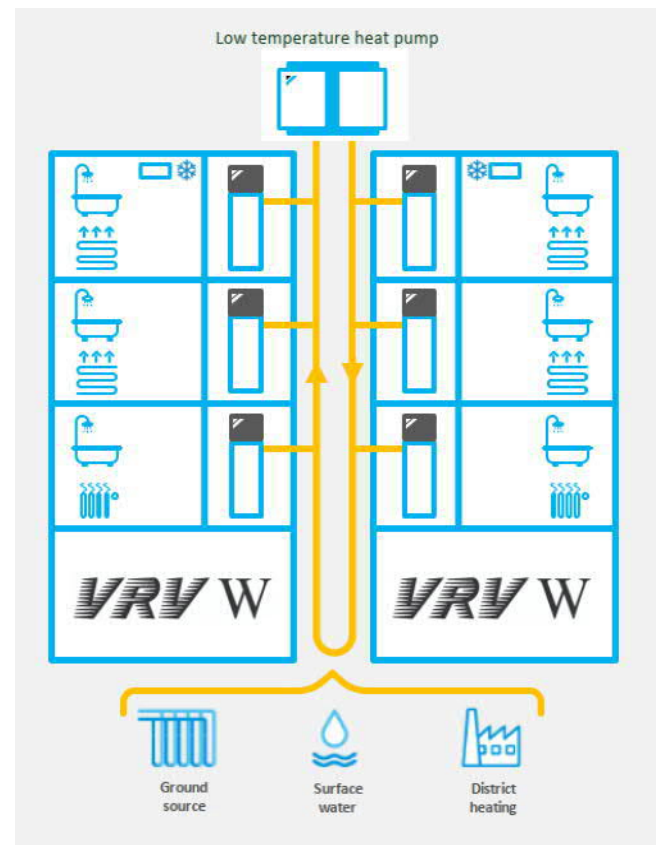 Low temperature heat pump
VRV W
VRV W
Ground
source
Surface
water
District
heating